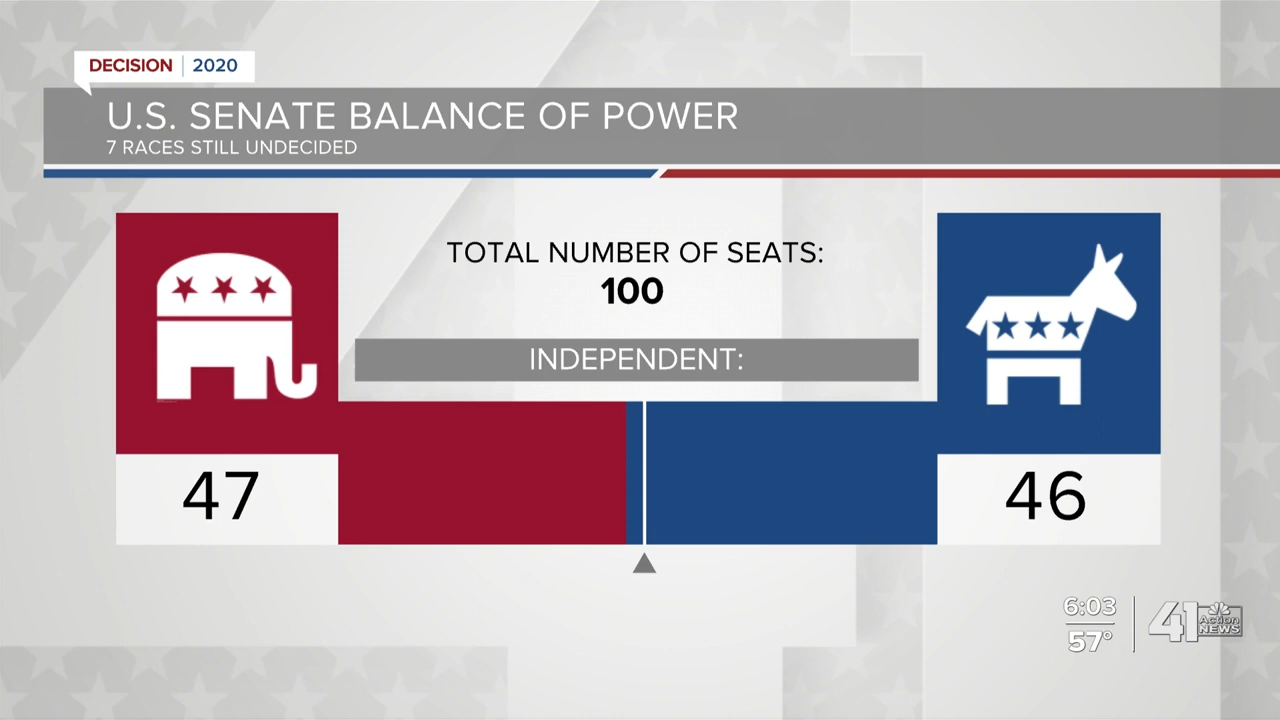 DECISION | 2020
U.S. SENATE BALANCE OF POWER
7 RACES STILL UNDECIDED
TOTAL NUMBER OF SEATS:
100
INDEPENDENT:
47
46
6:03
57°
41 Action NEWS